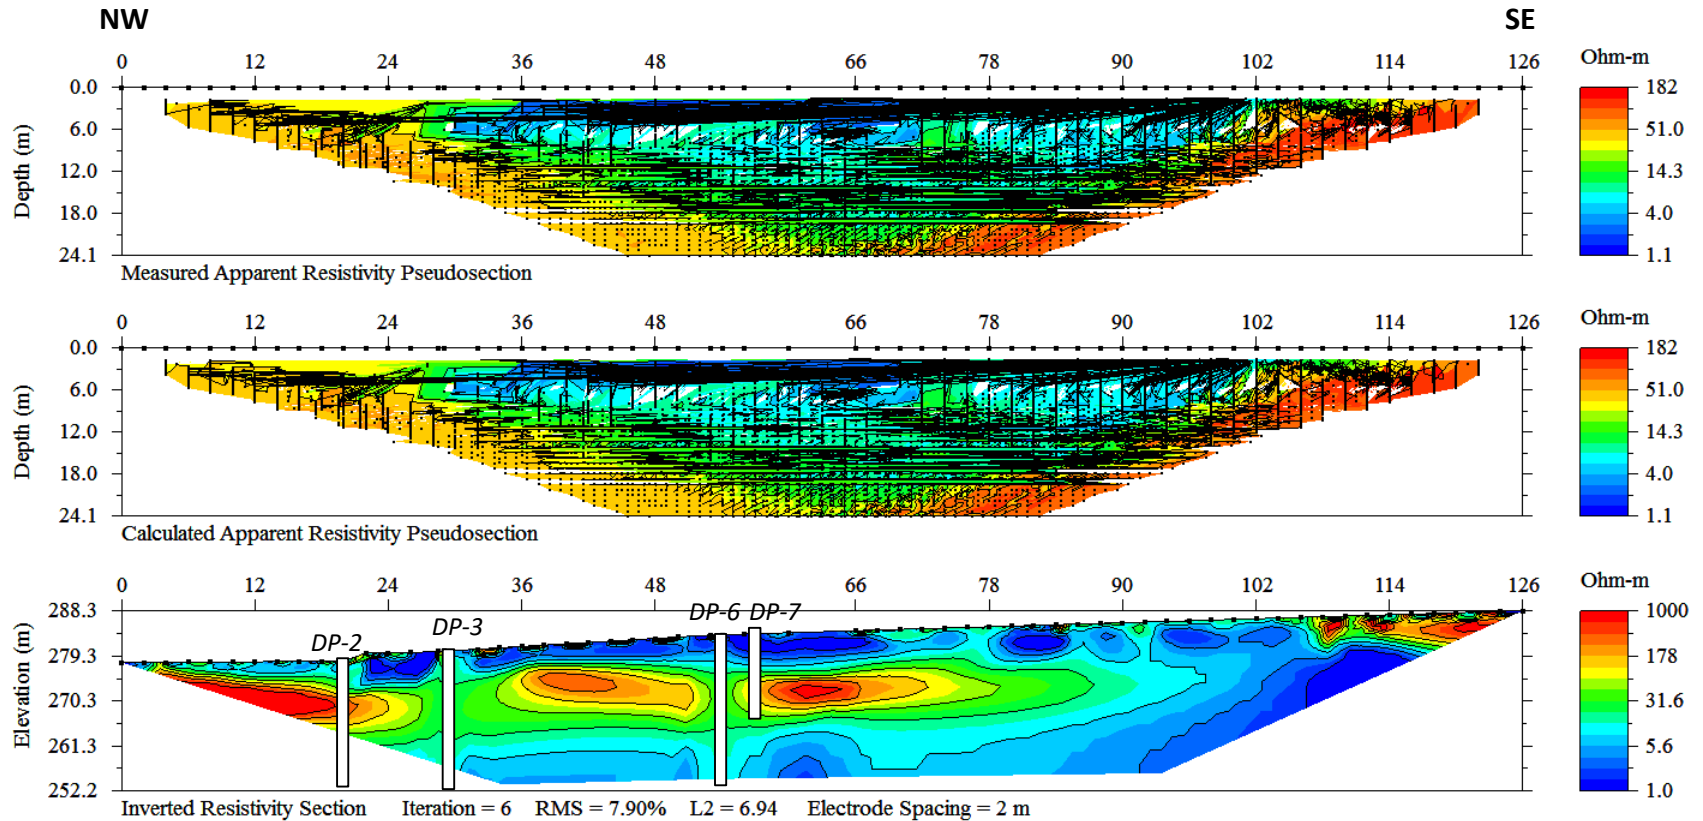 NW SE
0 12 24 36 48 66 78 90 102 114 126
Ohm-m
0.0
6.0
12.0
18.0
24.1
Depth (m)
182
51.0
14.3
4.0
1.1
Measured Apparent Resistivity Pseudosection
0 12 24 36 48 66 78 90 102 114 126
Ohm-m
0.0
6.0
12.0
18.0
24.1
Depth (m)
182
51.0
14.3
4.0
1.1
Calculated Apparent Resistivity Pseudosection
0 12 24 36 48 66 78 90 102 114 126
Ohm-m
288.3
279.3
270.3
261.3
252.2
Elevation (m)
DP-2
DP-3
DP-6
DP-7
1000
178
31.6
5.6
1.0
Inverted Resistivity Section Iteration = 6 RMS = 7.90% L2 = 6.94 Electrode Spacing = 2 m